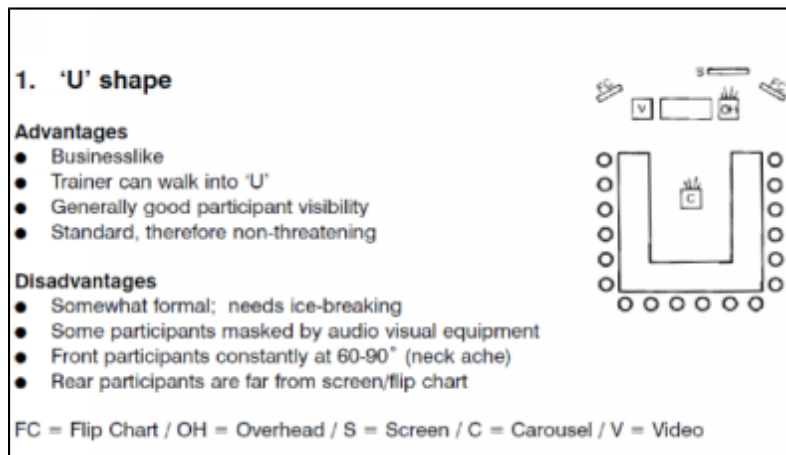 1. 'U' shape
Advantages
● Businesslike
● Trainer can walk into 'U'
● Generally good participant visibility
● Standard, therefore non-threatening
Disadvantages
● Somewhat formal; needs ice-breaking
● Some participants masked by audio visual equipment
● Front participants constantly at 60-90° (neck ache)
● Rear participants are far from screen/flip chart
S
FC
FC
V
OH
C
FC = Flip Chart / OH = Overhead / S = Screen / C = Carousel / V = Video